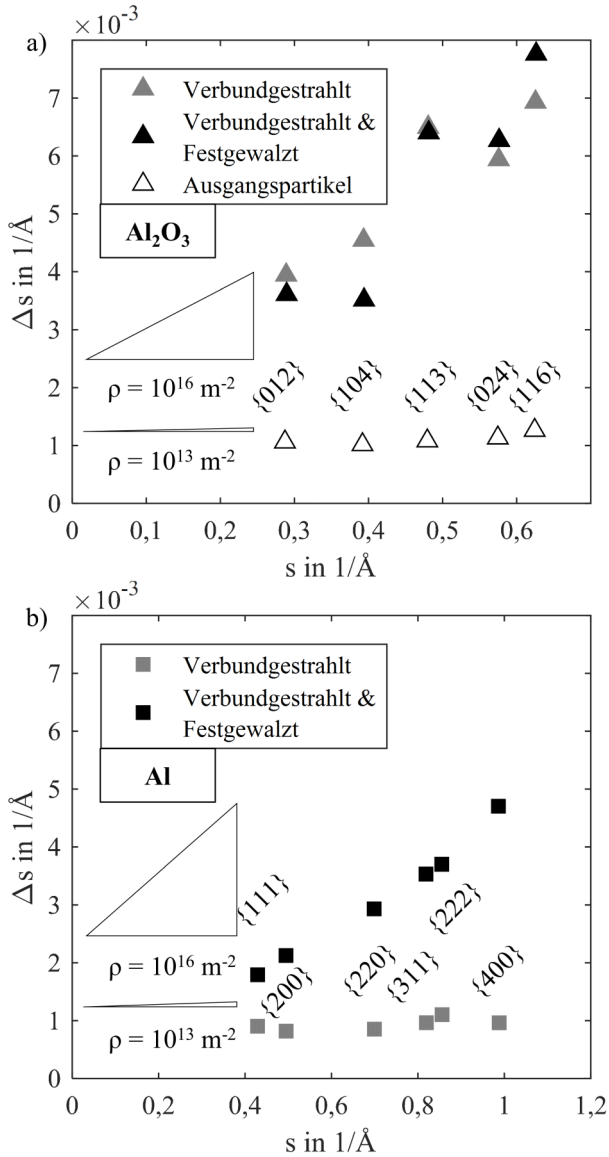 a)
×10⁻³
Verbundgestrahlt
Verbundgestrahlt &
Festgewalzt
Ausgangspartikel
Al₂O₃
ρ = 10¹⁶ m⁻²
ρ = 10¹³ m⁻²
{012}
{104}
{113}
{024}
{116}
7
6
5
4
3
2
1
0
Δs in 1/Å
0 0,1 0,2 0,3 0,4 0,5 0,6
s in 1/Å
b)
×10⁻³
Verbundgestrahlt
Verbundgestrahlt &
Festgewalzt
Al
ρ = 10¹⁶ m⁻²
ρ = 10¹³ m⁻²
{111}
{200}
{220}
{311}
{222}
{400}
7
6
5
4
3
2
1
0
Δs in 1/Å
0 0,2 0,4 0,6 0,8 1 1,2
s in 1/Å